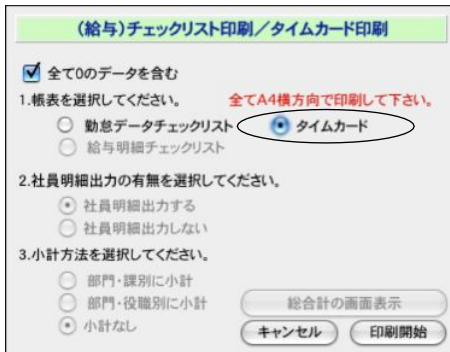 (給与)チェックリスト印刷／タイムカード印刷
全て0のデータを含む
1.帳表を選択してください。 全てA4横方向で印刷して下さい。
勤怠データチェックリスト タイムカード
給与明細チェックリスト
2.社員明細出力の有無を選択してください。
社員明細出力する
社員明細出力しない
3.小計方法を選択してください。
部門・課別に小計
部門・役職別に小計 総合計の画面表示
小計なし キャンセル 印刷開始